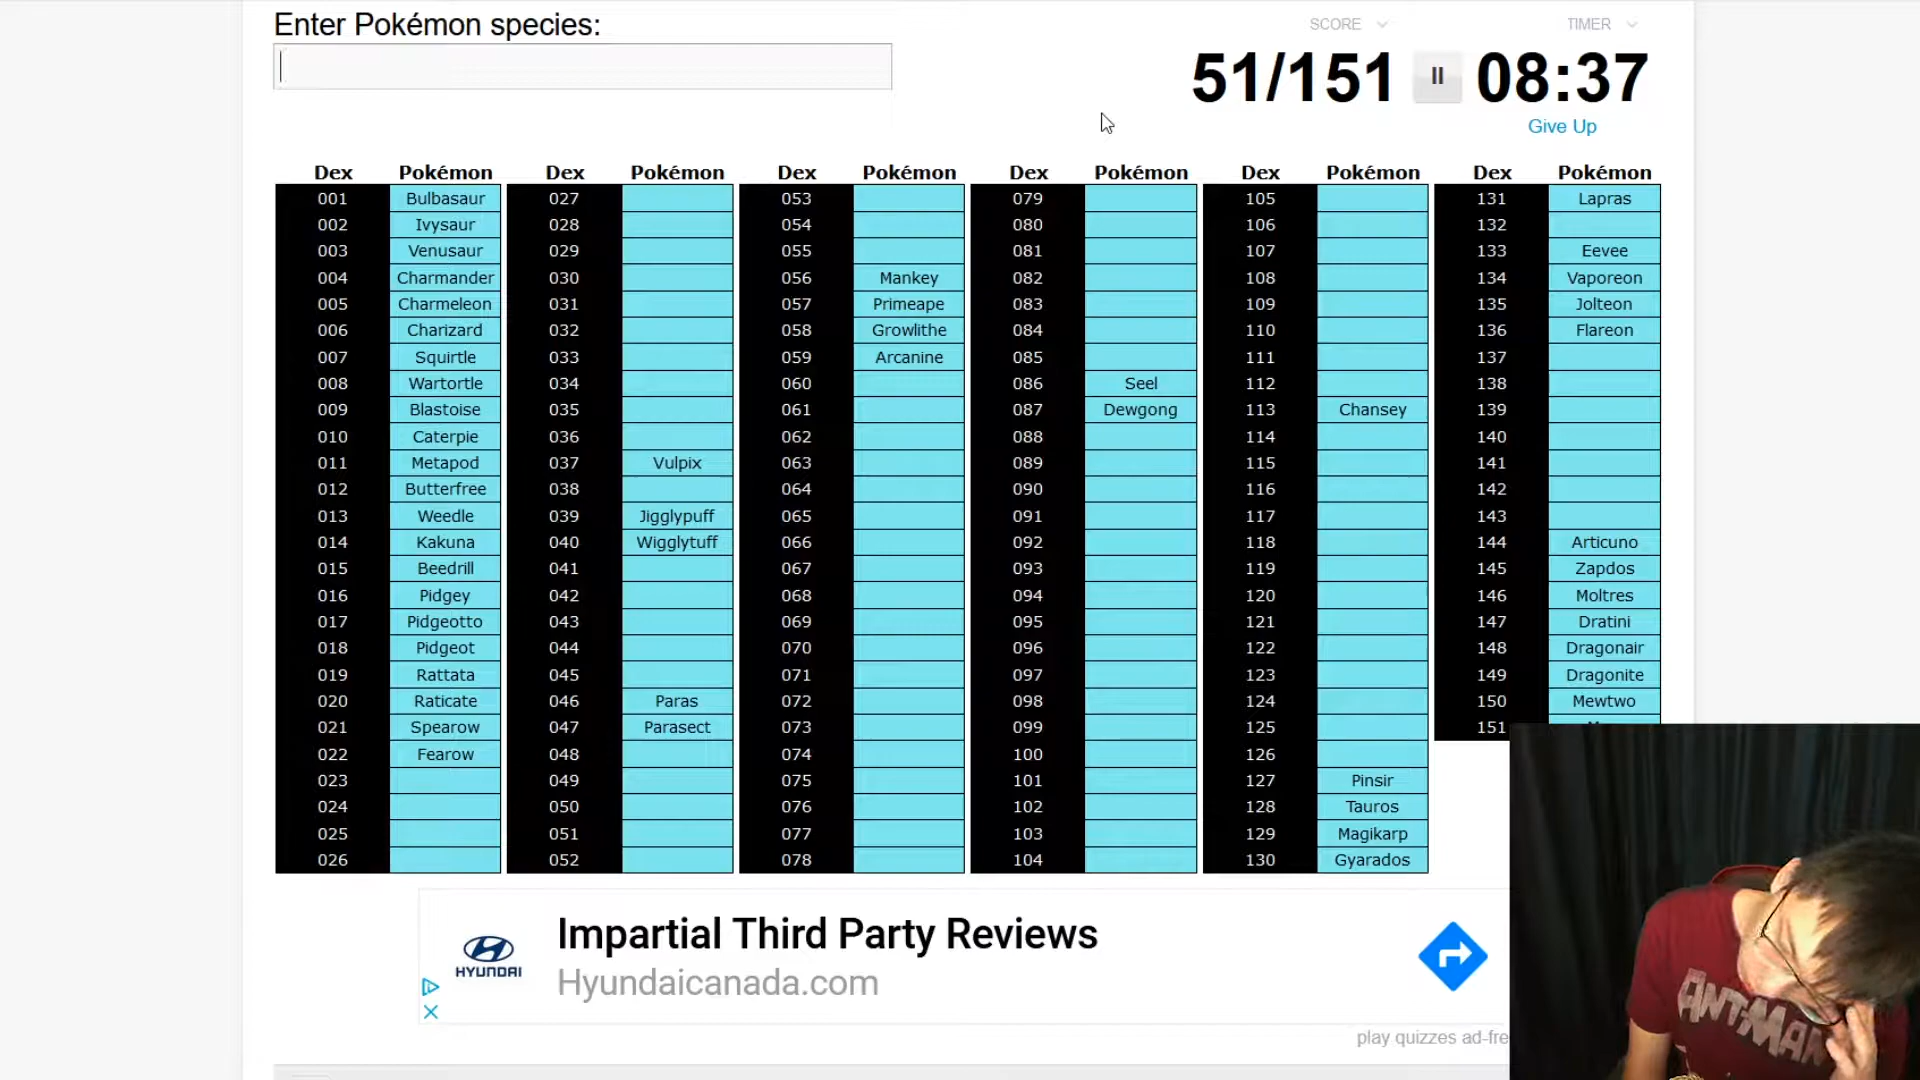 Enter Pokémon species:
SCORE
TIMER
51/151
08:37
Give Up
Dex Pokémon Dex Pokémon Dex Pokémon Dex Pokémon Dex Pokémon Dex Pokémon
001 Bulbasaur 027 053 079 105 131 Lapras
002 Ivysaur 028 054 080 106 132
003 Venusaur 029 055 081 107 133 Eevee
004 Charmander 030 056 Mankey 082 108 134 Vaporeon
005 Charmeleon 031 057 Primeape 083 109 135 Jolteon
006 Charizard 032 058 Growlithe 084 110 136 Flareon
007 Squirtle 033 059 Arcanine 085 111 137
008 Wartortle 034 060 086 Seel 112 138
009 Blastoise 035 061 087 Dewgong 113 Chansey 139
010 Caterpie 036 062 088 114 140
011 Metapod 037 Vulpix 063 089 115 141
012 Butterfree 038 064 090 116 142
013 Weedle 039 Jigglypuff 065 091 117 143
014 Kakuna 040 Wigglytuff 066 092 118 144 Articuno
015 Beedrill 041 067 093 119 145 Zapdos
016 Pidgey 042 068 094 120 146 Moltres
017 Pidgeotto 043 069 095 121 147 Dratini
018 Pidgeot 044 070 096 122 148 Dragonair
019 Rattata 045 071 097 123 149 Dragonite
020 Raticate 046 Paras 072 098 124 150 Mewtwo
021 Spearow 047 Parasect 073 099 125 151
022 Fearow 048 074 100 126
023 049 075 101 127 Pinsir
024 050 076 102 128 Tauros
025 051 077 103 129 Magikarp
026 052 078 104 130 Gyarados
HYUNDAI
Impartial Third Party Reviews
Hyundaicanada.com
play quizzes ad-fre
ANT-MAN